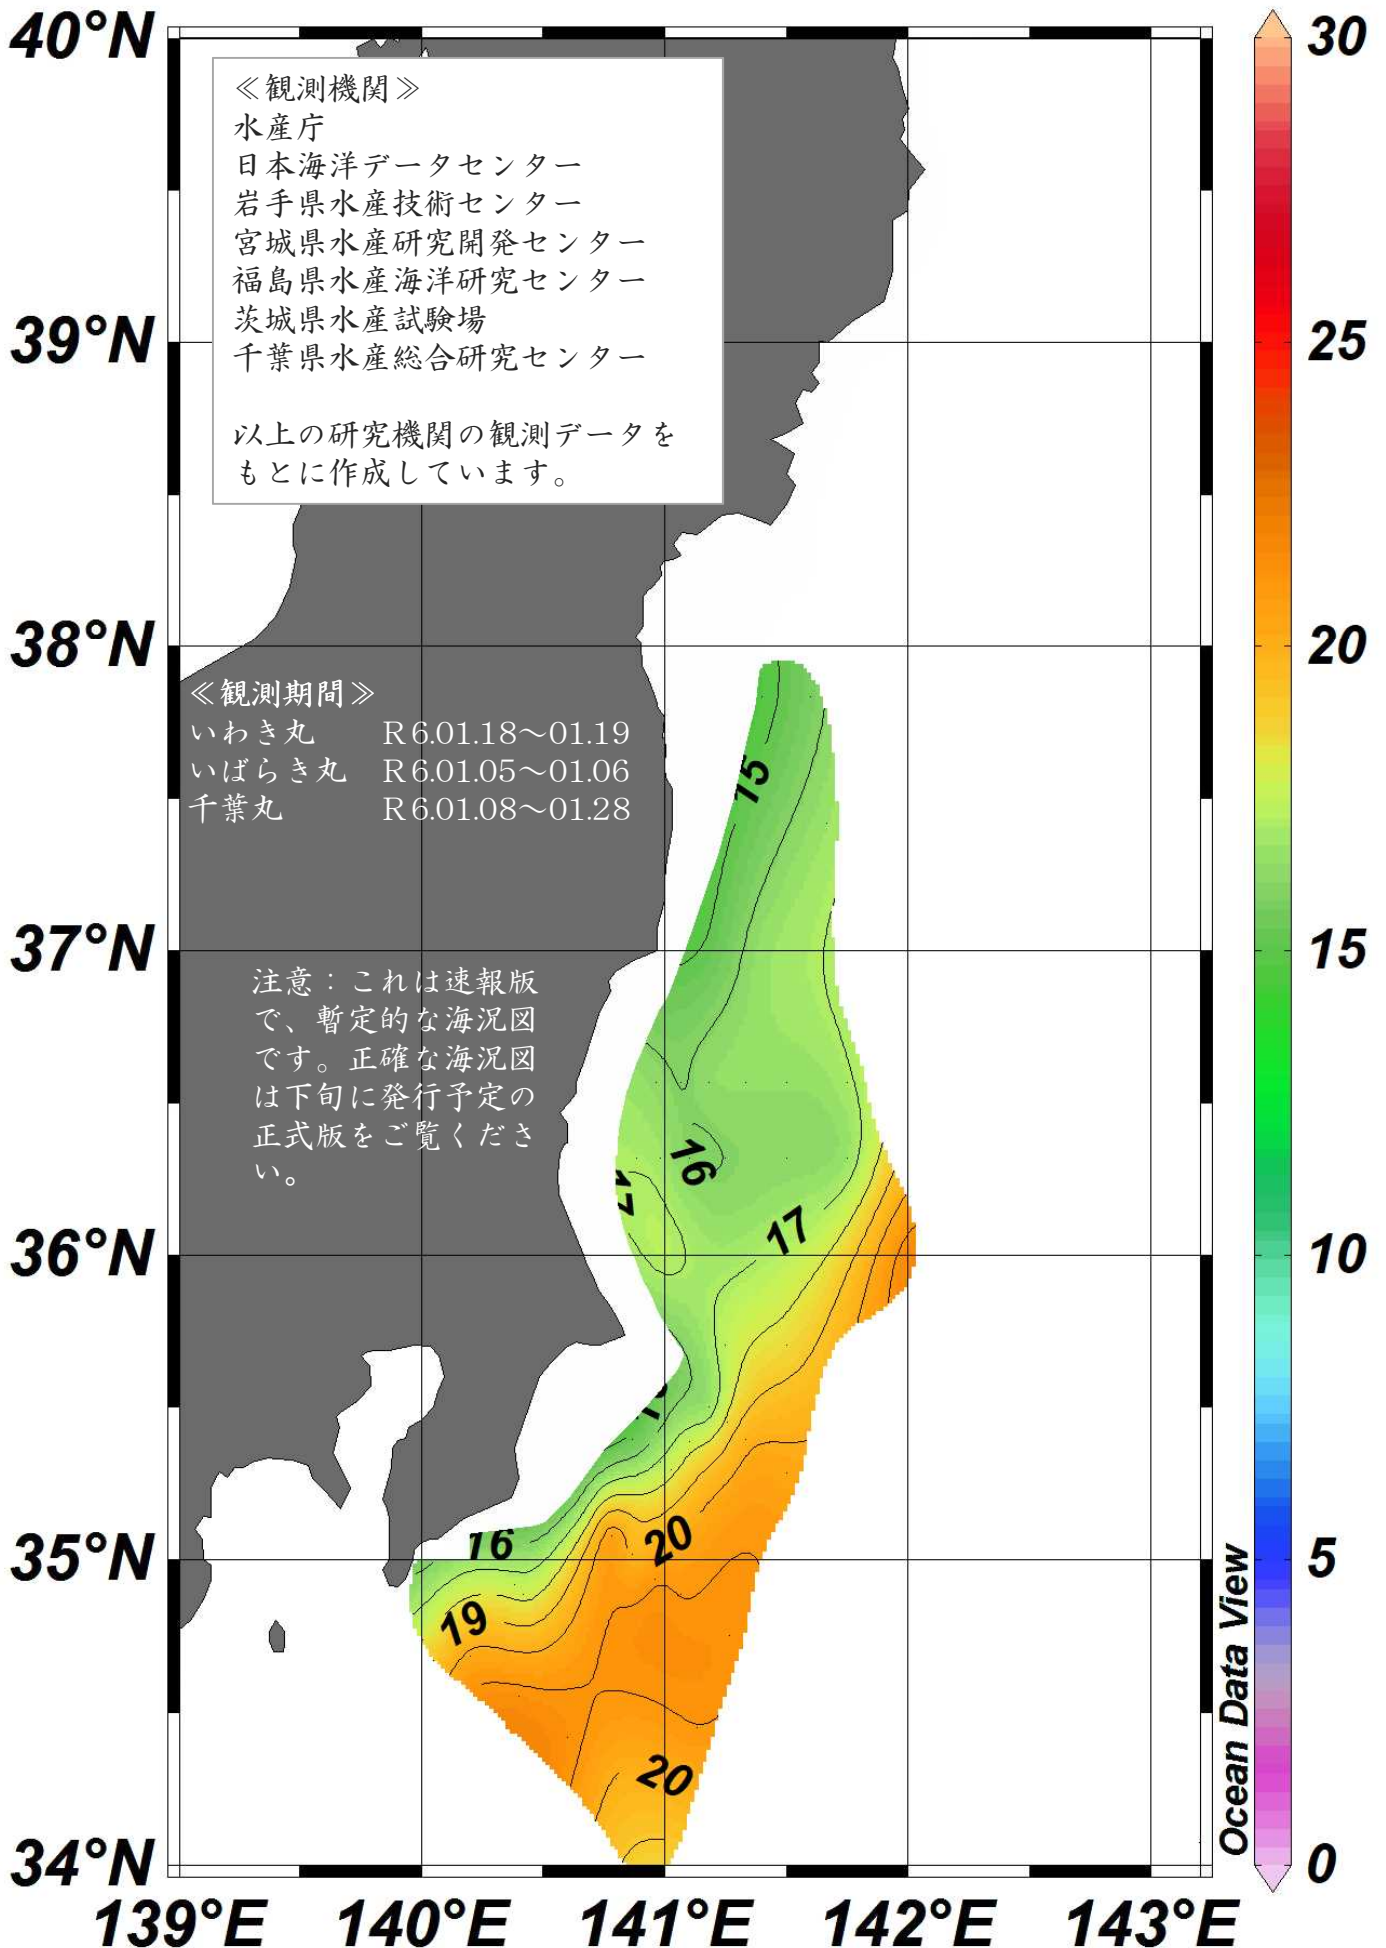 40°N
30
≪観測機関≫
水産庁
日本海洋データセンター
岩手県水産技術センター
宮城県水産研究開発センター
福島県水産海洋研究センター
茨城県水産試験場
千葉県水産総合研究センター
以上の研究機関の観測データを
もとに作成しています。
39°N
25
38°N
20
≪観測期間≫
いわき丸 R6.01.18～01.19
いばらき丸 R6.01.05～01.06
千葉丸 R6.01.08～01.28
15
37°N
15
注意：これは速報版
で、暫定的な海況図
です。正確な海況図
は下旬に発行予定の
正式版をご覧くださ
い。
16
17
17
36°N
10
16
20
35°N
5
19
20
Ocean Data View
34°N
0
139°E
140°E
141°E
142°E
143°E